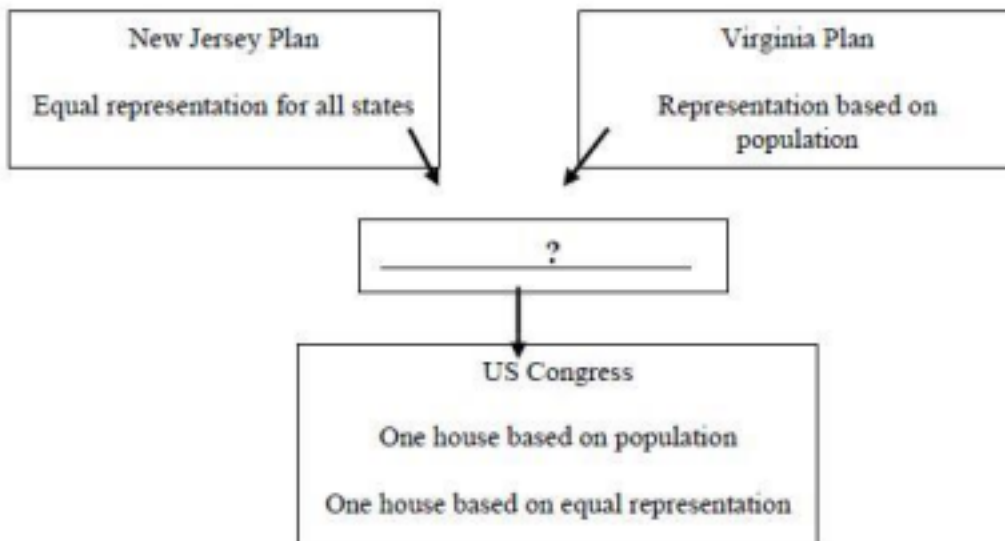 New Jersey Plan
Equal representation for all states
Virginia Plan
Representation based on
population
?
US Congress
One house based on population
One house based on equal representation